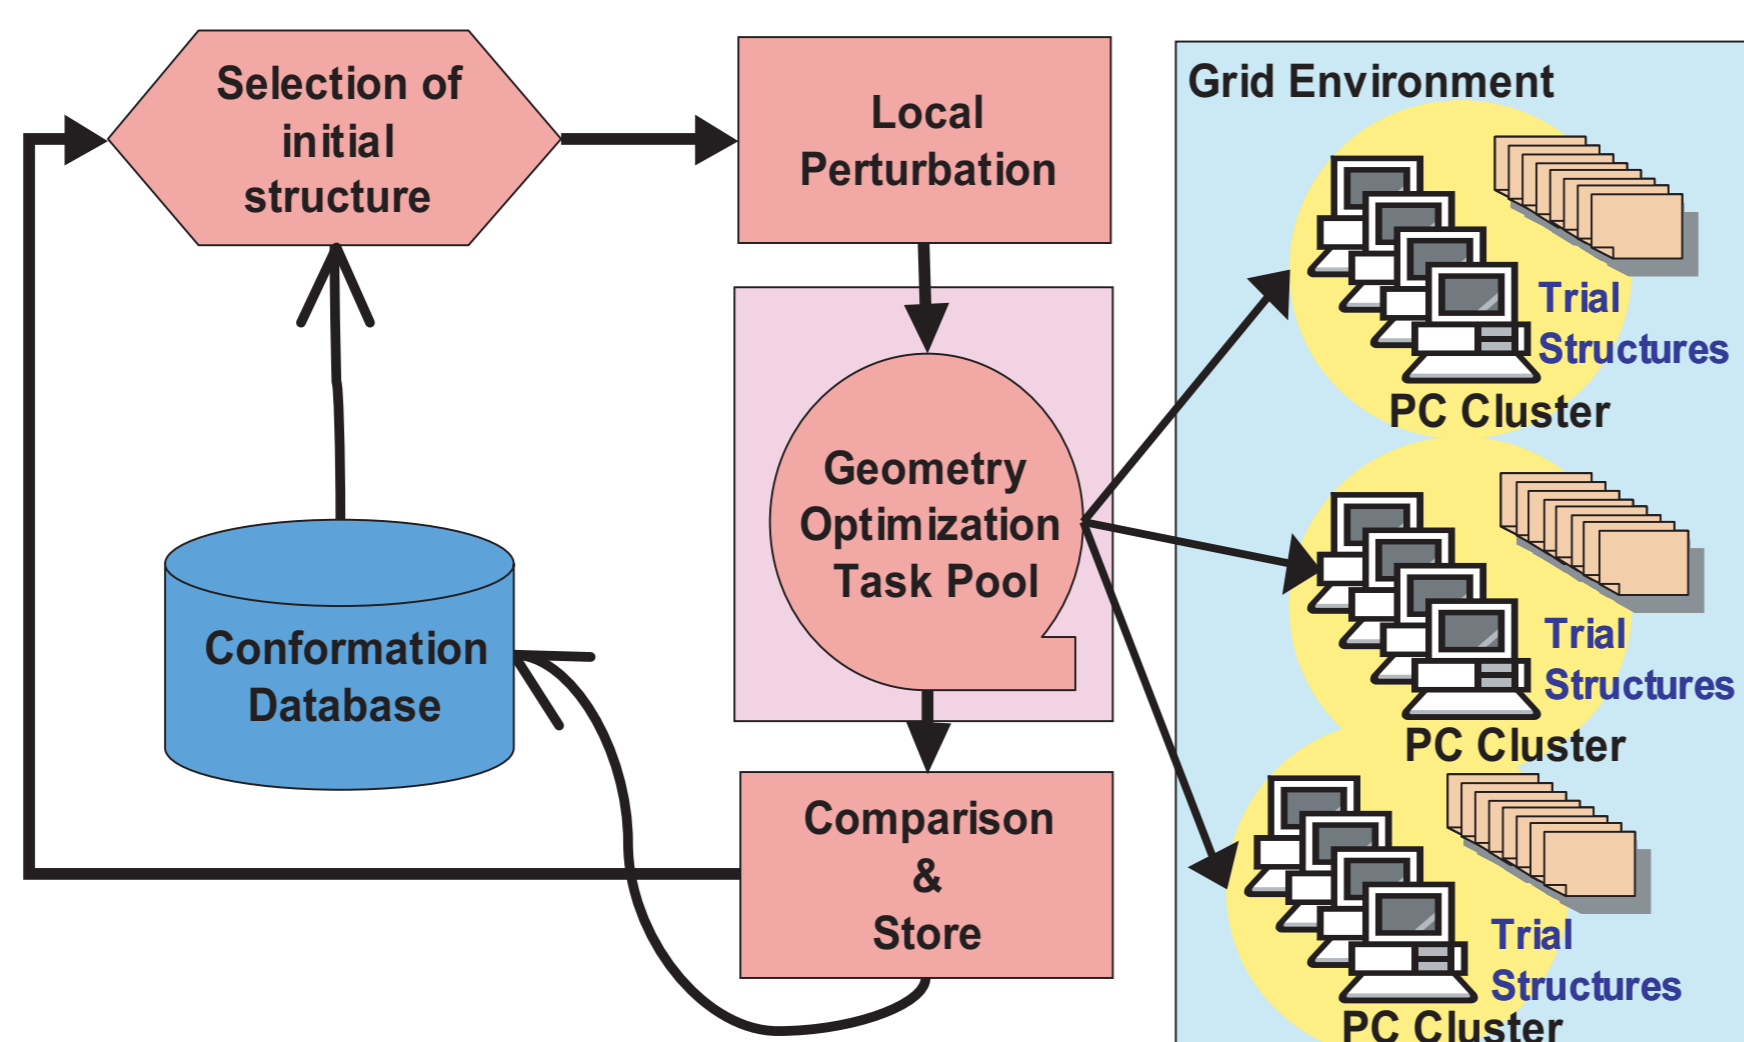 Selection of
initial
structure
Local
Perturbation
Geometry
Optimization
Task Pool
Comparison
&
Store
Conformation
Database
Grid Environment
Trial
Structures
PC Cluster
Trial
Structures
PC Cluster
Trial
Structures
PC Cluster